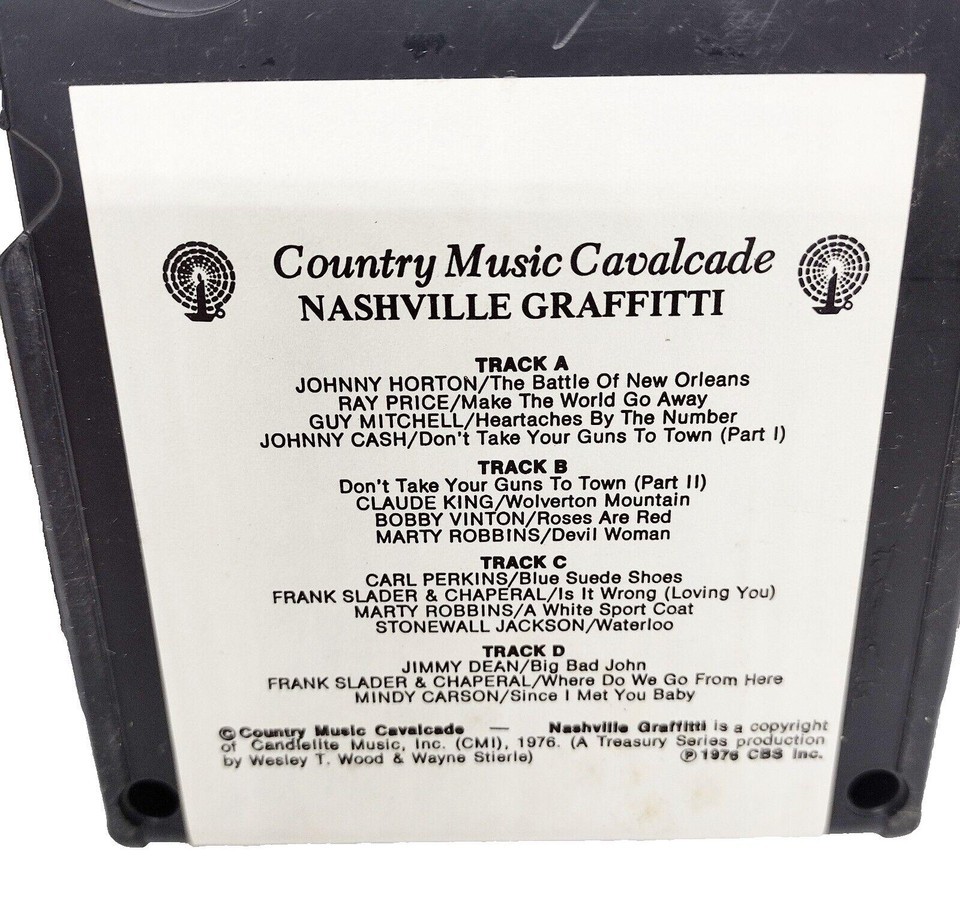 Country Music Cavalcade
NASHVILLE GRAFFITTI
TRACK A
JOHNNY HORTON/The Battle Of New Orleans
RAY PRICE/Make The World Go Away
GUY MITCHELL/Heartaches By The Number
JOHNNY CASH/Don't Take Your Guns To Town (Part I)
TRACK B
Don't Take Your Guns To Town (Part II)
CLAUDE KING/Wolverton Mountain
BOBBY VINTON/Roses Are Red
MARTY ROBBINS/Devil Woman
TRACK C
CARL PERKINS/Blue Suede Shoes
FRANK SLADER & CHAPERAL/Is It Wrong (Loving You)
MARTY ROBBINS/A White Sport Coat
STONEWALL JACKSON/Waterloo
TRACK D
JIMMY DEAN/Big Bad John
FRANK SLADER & CHAPERAL/Where Do We Go From Here
MINDY CARSON/Since I Met You Baby
© Country Music Cavalcade — Nashville Graffitti is a copyright
of Candlelite Music, Inc. (CMI), 1976. (A Treasury Series production
by Wesley T. Wood & Wayne Stierle) ℗ 1976 CBS Inc.